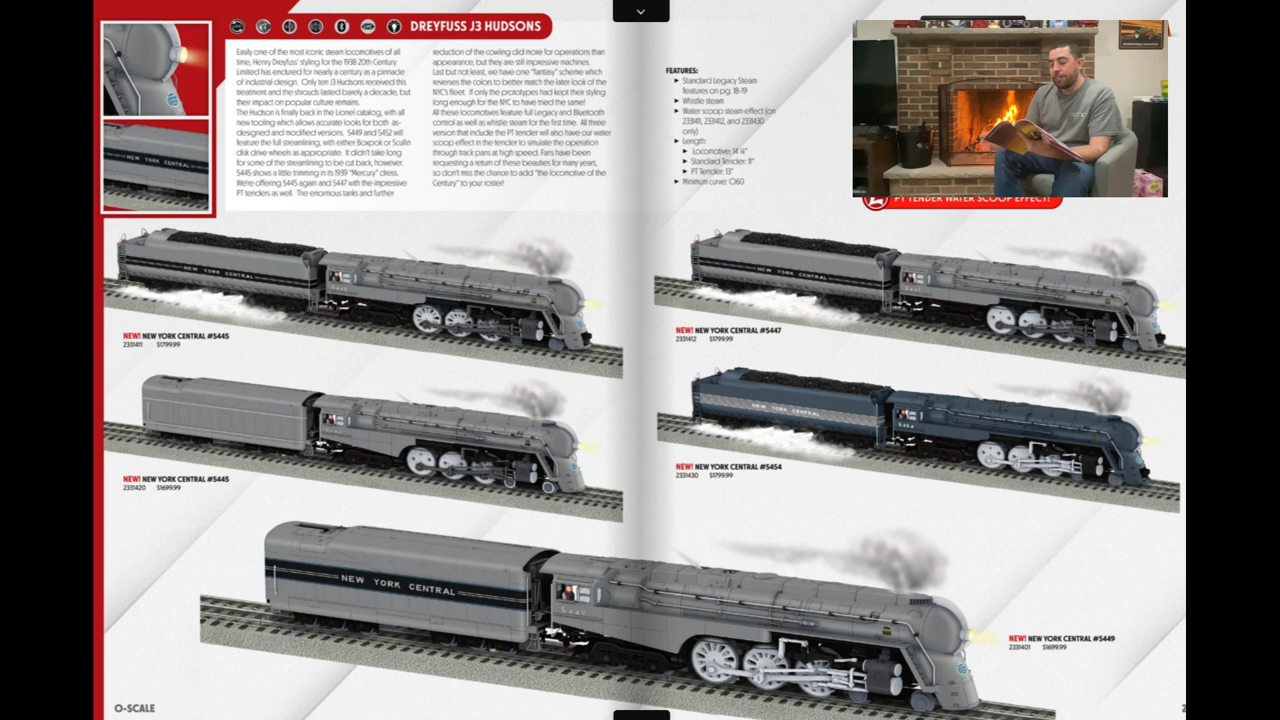 DREYFUSS J3 HUDSONS
Easily one of the most iconic steam locomotives of all
time, Henry Dreyfuss' styling for the 1938 20th Century
Limited has endured for nearly a century as a pinnacle
of industrial design. Only ten J3 Hudsons received this
treatment and the shrouds lasted barely a decade, but
their impact on popular culture remains.
The Hudson is finally back in the Lionel catalog, with all
new tooling which allows accurate looks for both as-
designed and modified versions. 5449 and 5452 will
feature the full streamlining, with either Boxpok or Scullin
disk drive wheels as appropriate. It didn't take long
for some of the streamlining to be cut back, however.
5445 shows a little trimming in its 1939 "Mercury" dress.
We're offering 5445 again and 5447 with the impressive
PT tenders as well. The enormous tanks and further
reduction of the cowling did more for operations than
appearance, but they are still impressive machines.
Last but not least, we have one "fantasy" scheme which
reverses the colors to better match the later look of the
NYC's fleet. If only the prototypes had kept their styling
long enough for the NYC to have tried the same!
All these locomotives feature full Legacy and Bluetooth
control as well as whistle steam for the first time. All three
version that include the PT tender will also have our water
scoop effect in the tender to simulate the operation
through track pans at high speed. Fans have been
requesting a return of these beauties for many years,
so don't miss the chance to add "the locomotive of the
Century" to your roster!
FEATURES:
► Standard Legacy Steam
features on pg. 18-19
► Whistle steam
► Water scoop steam effect (on
233411, 233412, and 2331430
only)
► Length:
► Locomotive: 14 ¼"
► Standard Tender: 11"
► PT Tender: 13"
► Minimum curve: O60
PT TENDER WATER SCOOP EFFECT!
NEW YORK CENTRAL
NEW YORK CENTRAL
NEW YORK CENTRAL
NEW! NEW YORK CENTRAL #5445
2331411 $1799.99
NEW! NEW YORK CENTRAL #5447
2331412 $1799.99
NEW YORK CENTRAL
5454
NEW! NEW YORK CENTRAL #5445
2331420 $1699.99
NEW! NEW YORK CENTRAL #5454
2331430 $1799.99
NEW YORK CENTRAL
5449
NEW! NEW YORK CENTRAL #5449
2331401 $1699.99
O-SCALE